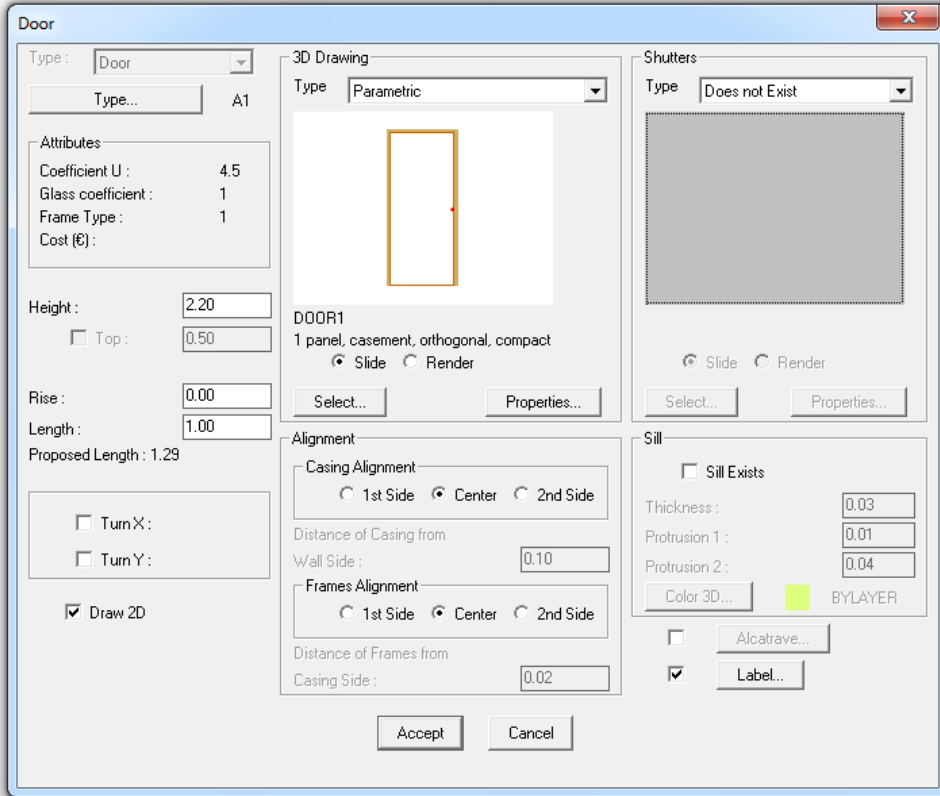 Door
Type : Door
Type... A1
Attributes
Coefficient U : 4.5
Glass coefficient : 1
Frame Type : 1
Cost (€) :
Height : 2.20
Top : 0.50
Rise : 0.00
Length : 1.00
Proposed Length : 1.29
Turn X :
Turn Y :
Draw 2D
3D Drawing
Type Parametric
DOOR1
1 panel, casement, orthogonal, compact
Slide Render
Select... Properties...
Alignment
Casing Alignment
1st Side Center 2nd Side
Distance of Casing from
Wall Side : 0.10
Frames Alignment
1st Side Center 2nd Side
Distance of Frames from
Casing Side : 0.02
Shutters
Type Does not Exist
Slide Render
Select... Properties...
Sill
Sill Exists
Thickness : 0.03
Protrusion 1 : 0.01
Protrusion 2 : 0.04
Color 3D... BYLAYER
Alcatrave...
Label...
Accept Cancel